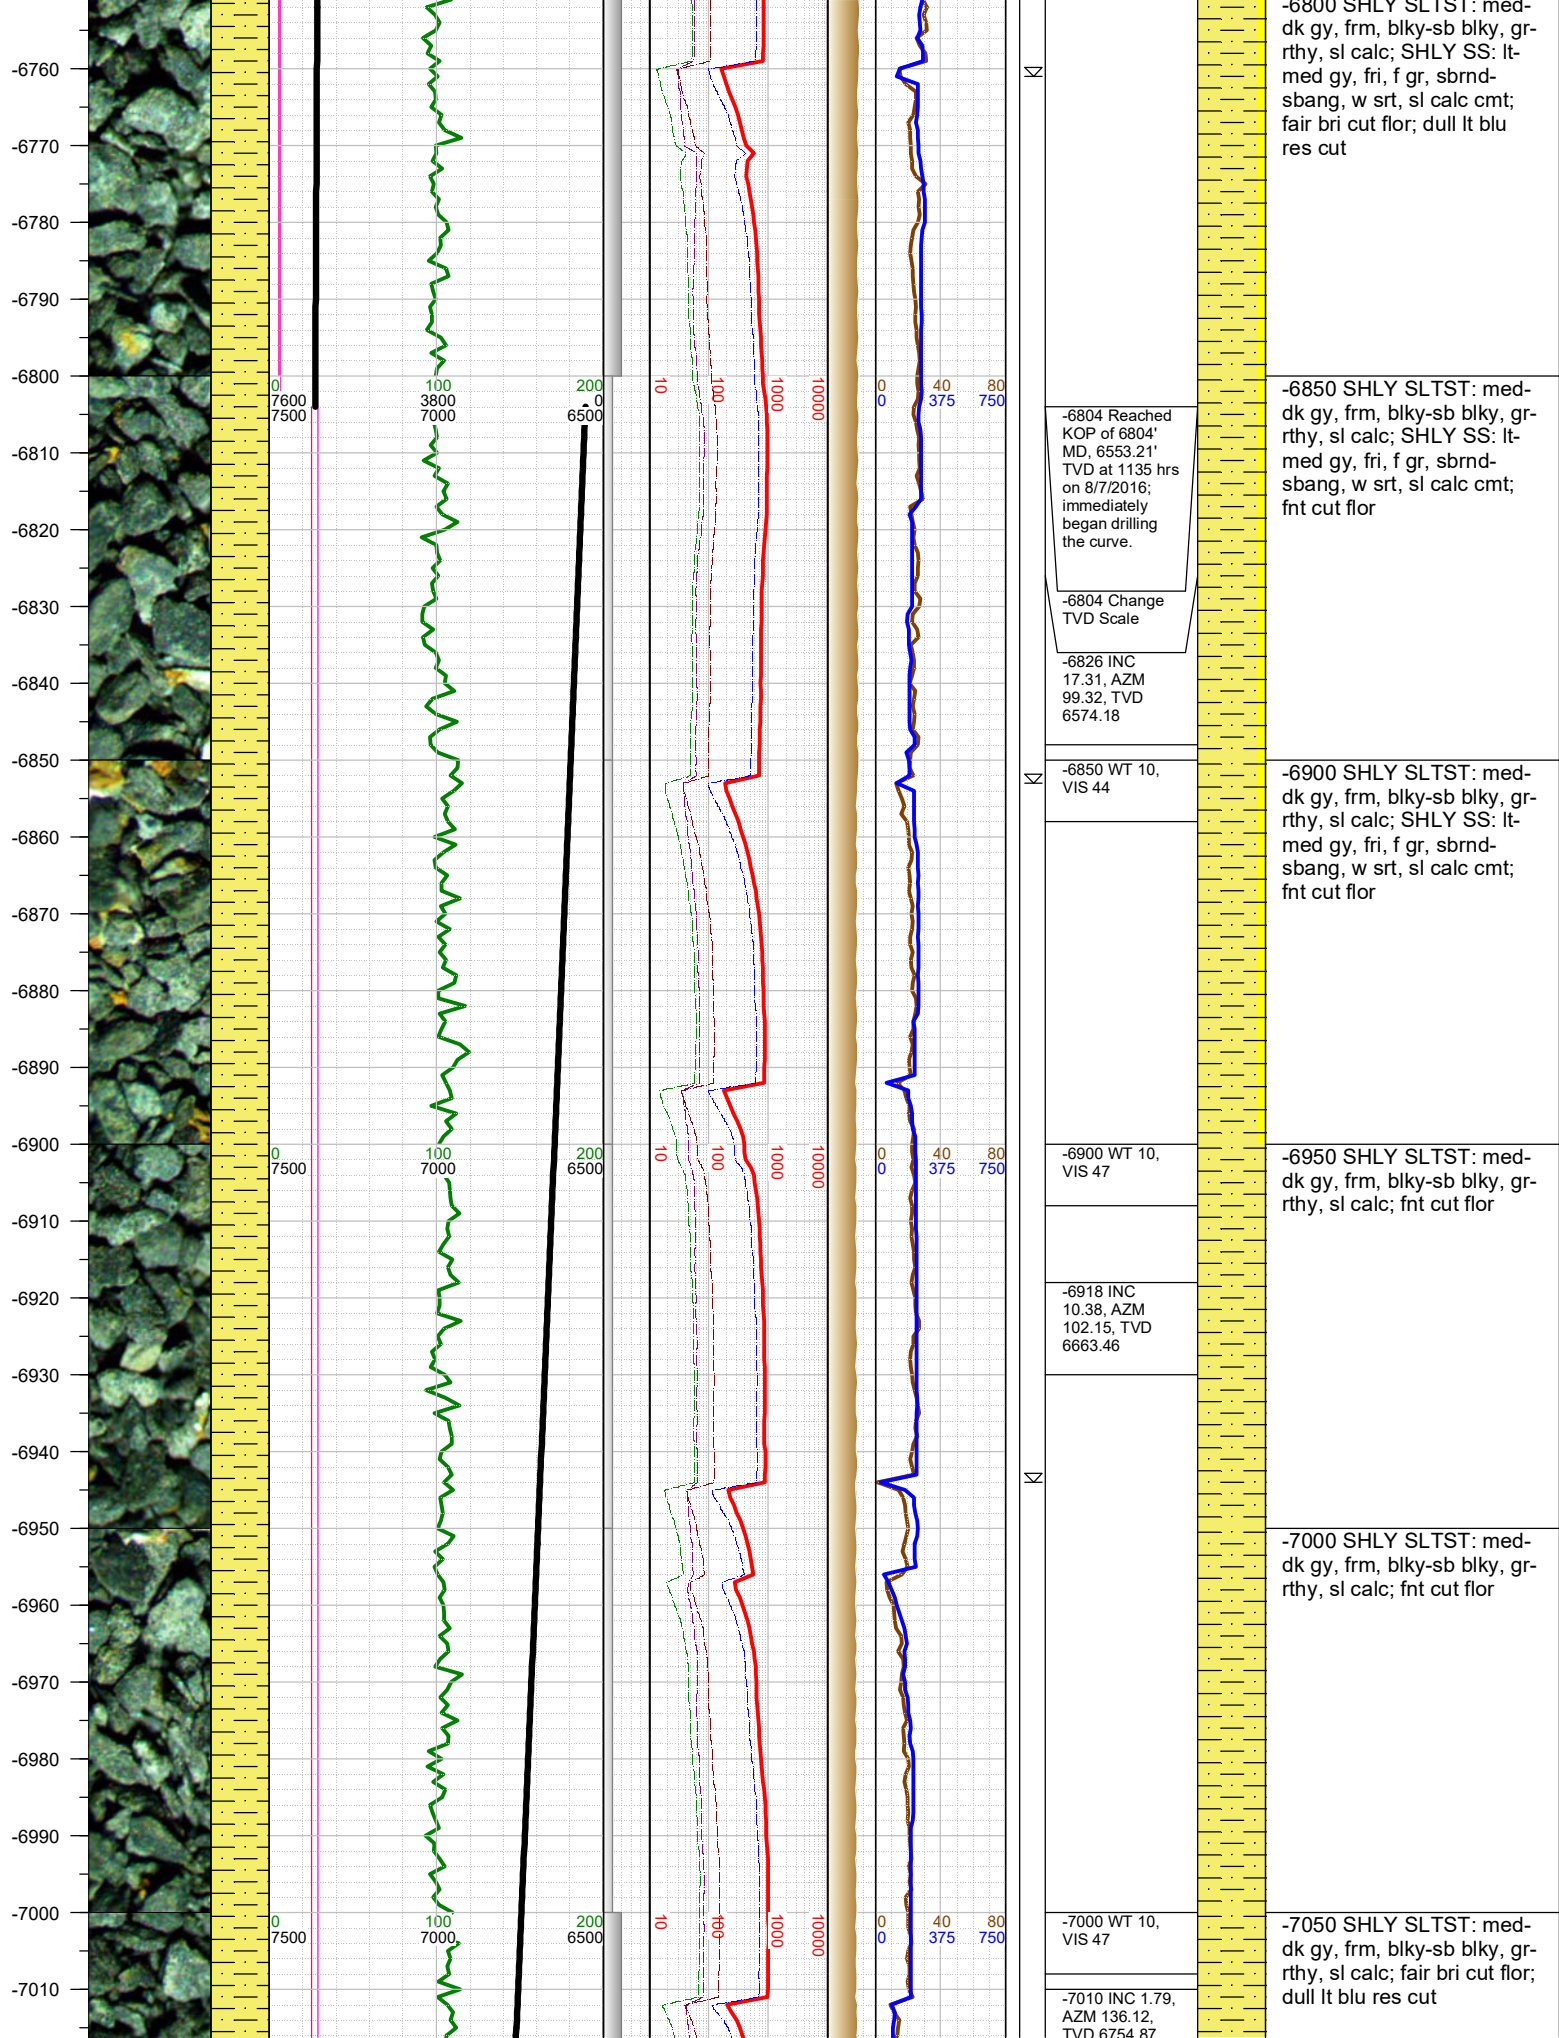 -6800 SHLY SLTST: med-
dk gy, frm, blky-sb blky, gr-
rthy, sl calc; SHLY SS: lt-
med gy, fri, f gr, sbrnd-
sbang, w srt, sl calc cmt;
fair bri cut flor; dull lt blu
res cut
-6760
-6770
-6780
-6790
-6800
0 100 200
7600 3800 0
7500 7000 6500
10 100 1000 10000
0 40 80
0 375 750
-6804 Reached
KOP of 6804'
MD, 6553.21'
TVD at 1135 hrs
on 8/7/2016;
immediately
began drilling
the curve.
-6804 Change
TVD Scale
-6826 INC
17.31, AZM
99.32, TVD
6574.18
-6850 SHLY SLTST: med-
dk gy, frm, blky-sb blky, gr-
rthy, sl calc; SHLY SS: lt-
med gy, fri, f gr, sbrnd-
sbang, w srt, sl calc cmt;
fnt cut flor
-6810
-6820
-6830
-6840
-6850
-6850 WT 10,
VIS 44
-6900 SHLY SLTST: med-
dk gy, frm, blky-sb blky, gr-
rthy, sl calc; SHLY SS: lt-
med gy, fri, f gr, sbrnd-
sbang, w srt, sl calc cmt;
fnt cut flor
-6860
-6870
-6880
-6890
-6900
0 100 200
7500 7000 6500
10 100 1000 10000
0 40 80
0 375 750
-6900 WT 10,
VIS 47
-6950 SHLY SLTST: med-
dk gy, frm, blky-sb blky, gr-
rthy, sl calc; fnt cut flor
-6910
-6920
-6918 INC
10.38, AZM
102.15, TVD
6663.46
-6930
-6940
-6950
-7000 SHLY SLTST: med-
dk gy, frm, blky-sb blky, gr-
rthy, sl calc; fnt cut flor
-6960
-6970
-6980
-6990
-7000
0 100 200
7500 7000 6500
10 100 1000 10000
0 40 80
0 375 750
-7000 WT 10,
VIS 47
-7050 SHLY SLTST: med-
dk gy, frm, blky-sb blky, gr-
rthy, sl calc; fair bri cut flor;
dull lt blu res cut
-7010
-7010 INC 1.79,
AZM 136.12,
TVD 6754.87